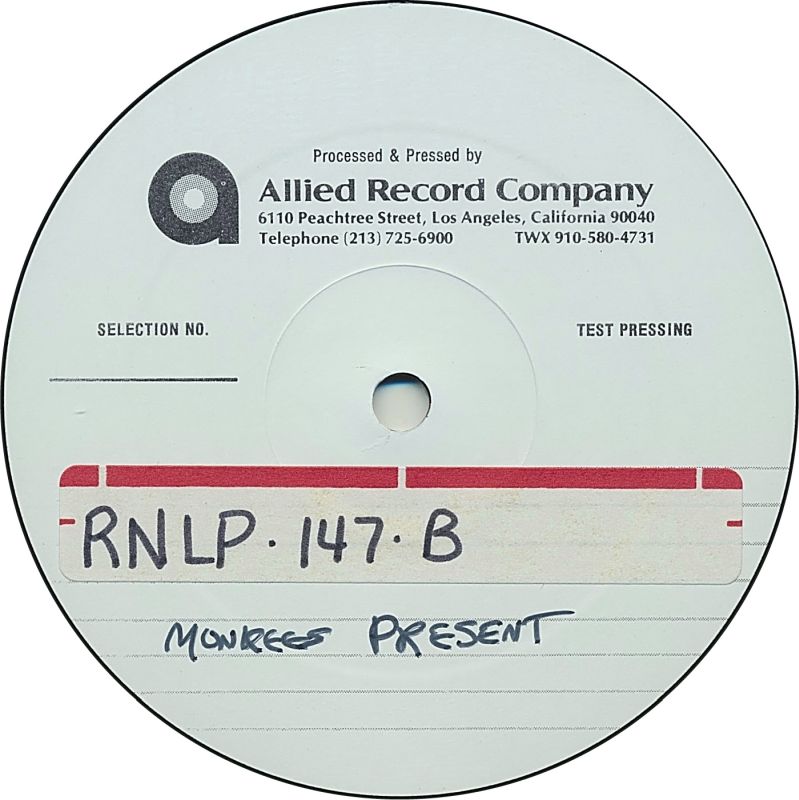 Processed & Pressed by
Allied Record Company
6110 Peachtree Street, Los Angeles, California 90040
Telephone (213) 725-6900 TWX 910-580-4731
SELECTION NO. TEST PRESSING
RNLP·147·B
MONKEES PRESENT